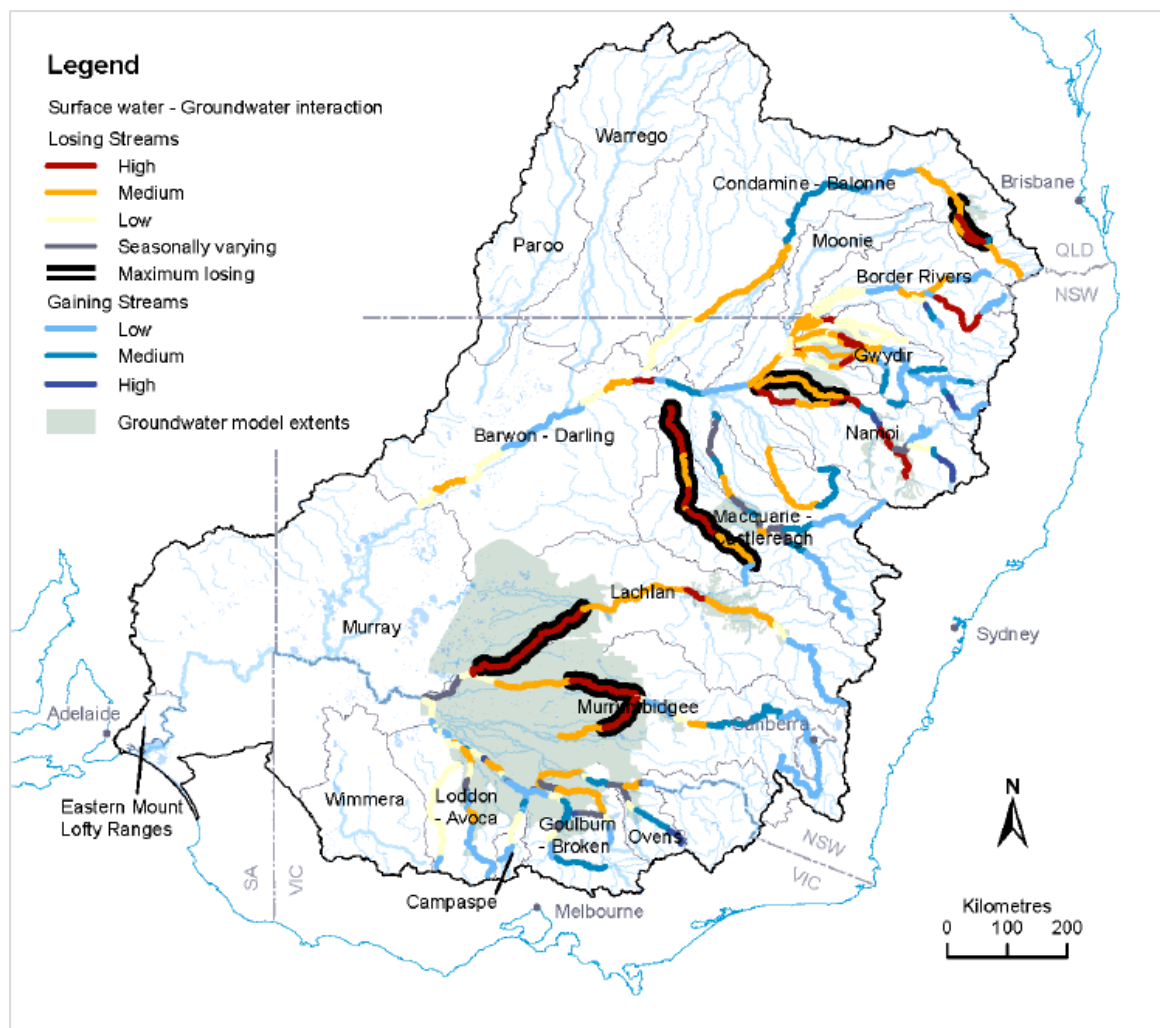 Legend
Surface water - Groundwater interaction
Losing Streams
High
Medium
Low
Seasonally varying
Maximum losing
Gaining Streams
Low
Medium
High
Groundwater model extents
Warrego
Condamine - Balonne
Brisbane
Paroo
Moonie
QLD
Border Rivers
NSW
Gwydir
Barwon - Darling
Namoi
Macquarie -
Castlereagh
Lachlan
Murray
Sydney
Murrumbidgee
Adelaide
Canberra
Eastern Mount
Lofty Ranges
Wimmera
Loddon
- Avoca
Goulburn
- Broken
Ovens
NSW
VIC
SA
VIC
Campaspe
Melbourne
N
Kilometres
0 100 200